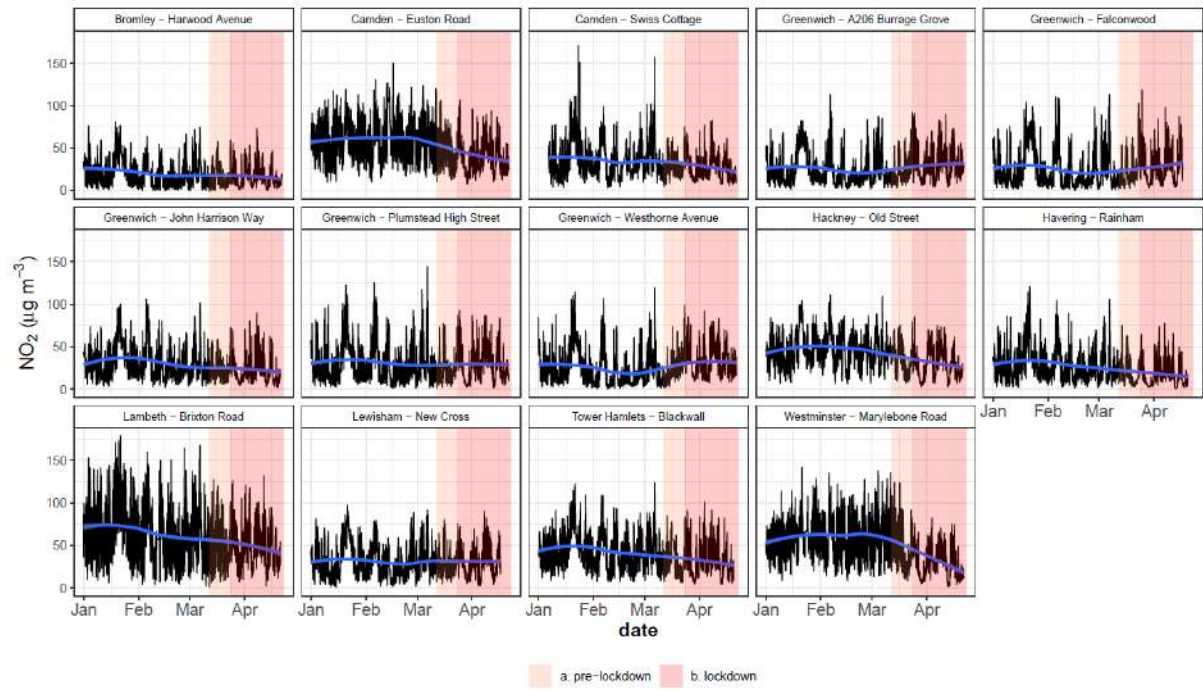 Bromley – Harwood Avenue
Camden – Euston Road
Camden – Swiss Cottage
Greenwich – A206 Burrage Grove
Greenwich – Falconwood
150
100
50
0
Greenwich – John Harrison Way
Greenwich – Plumstead High Street
Greenwich – Westhorne Avenue
Hackney – Old Street
Havering – Rainham
NO₂ (µg m⁻³)
150
100
50
0
Jan Feb Mar Apr
Lambeth – Brixton Road
Lewisham – New Cross
Tower Hamlets – Blackwall
Westminster – Marylebone Road
150
100
50
0
Jan Feb Mar Apr
Jan Feb Mar Apr
Jan Feb Mar Apr
Jan Feb Mar Apr
date
a. pre-lockdown
b. lockdown